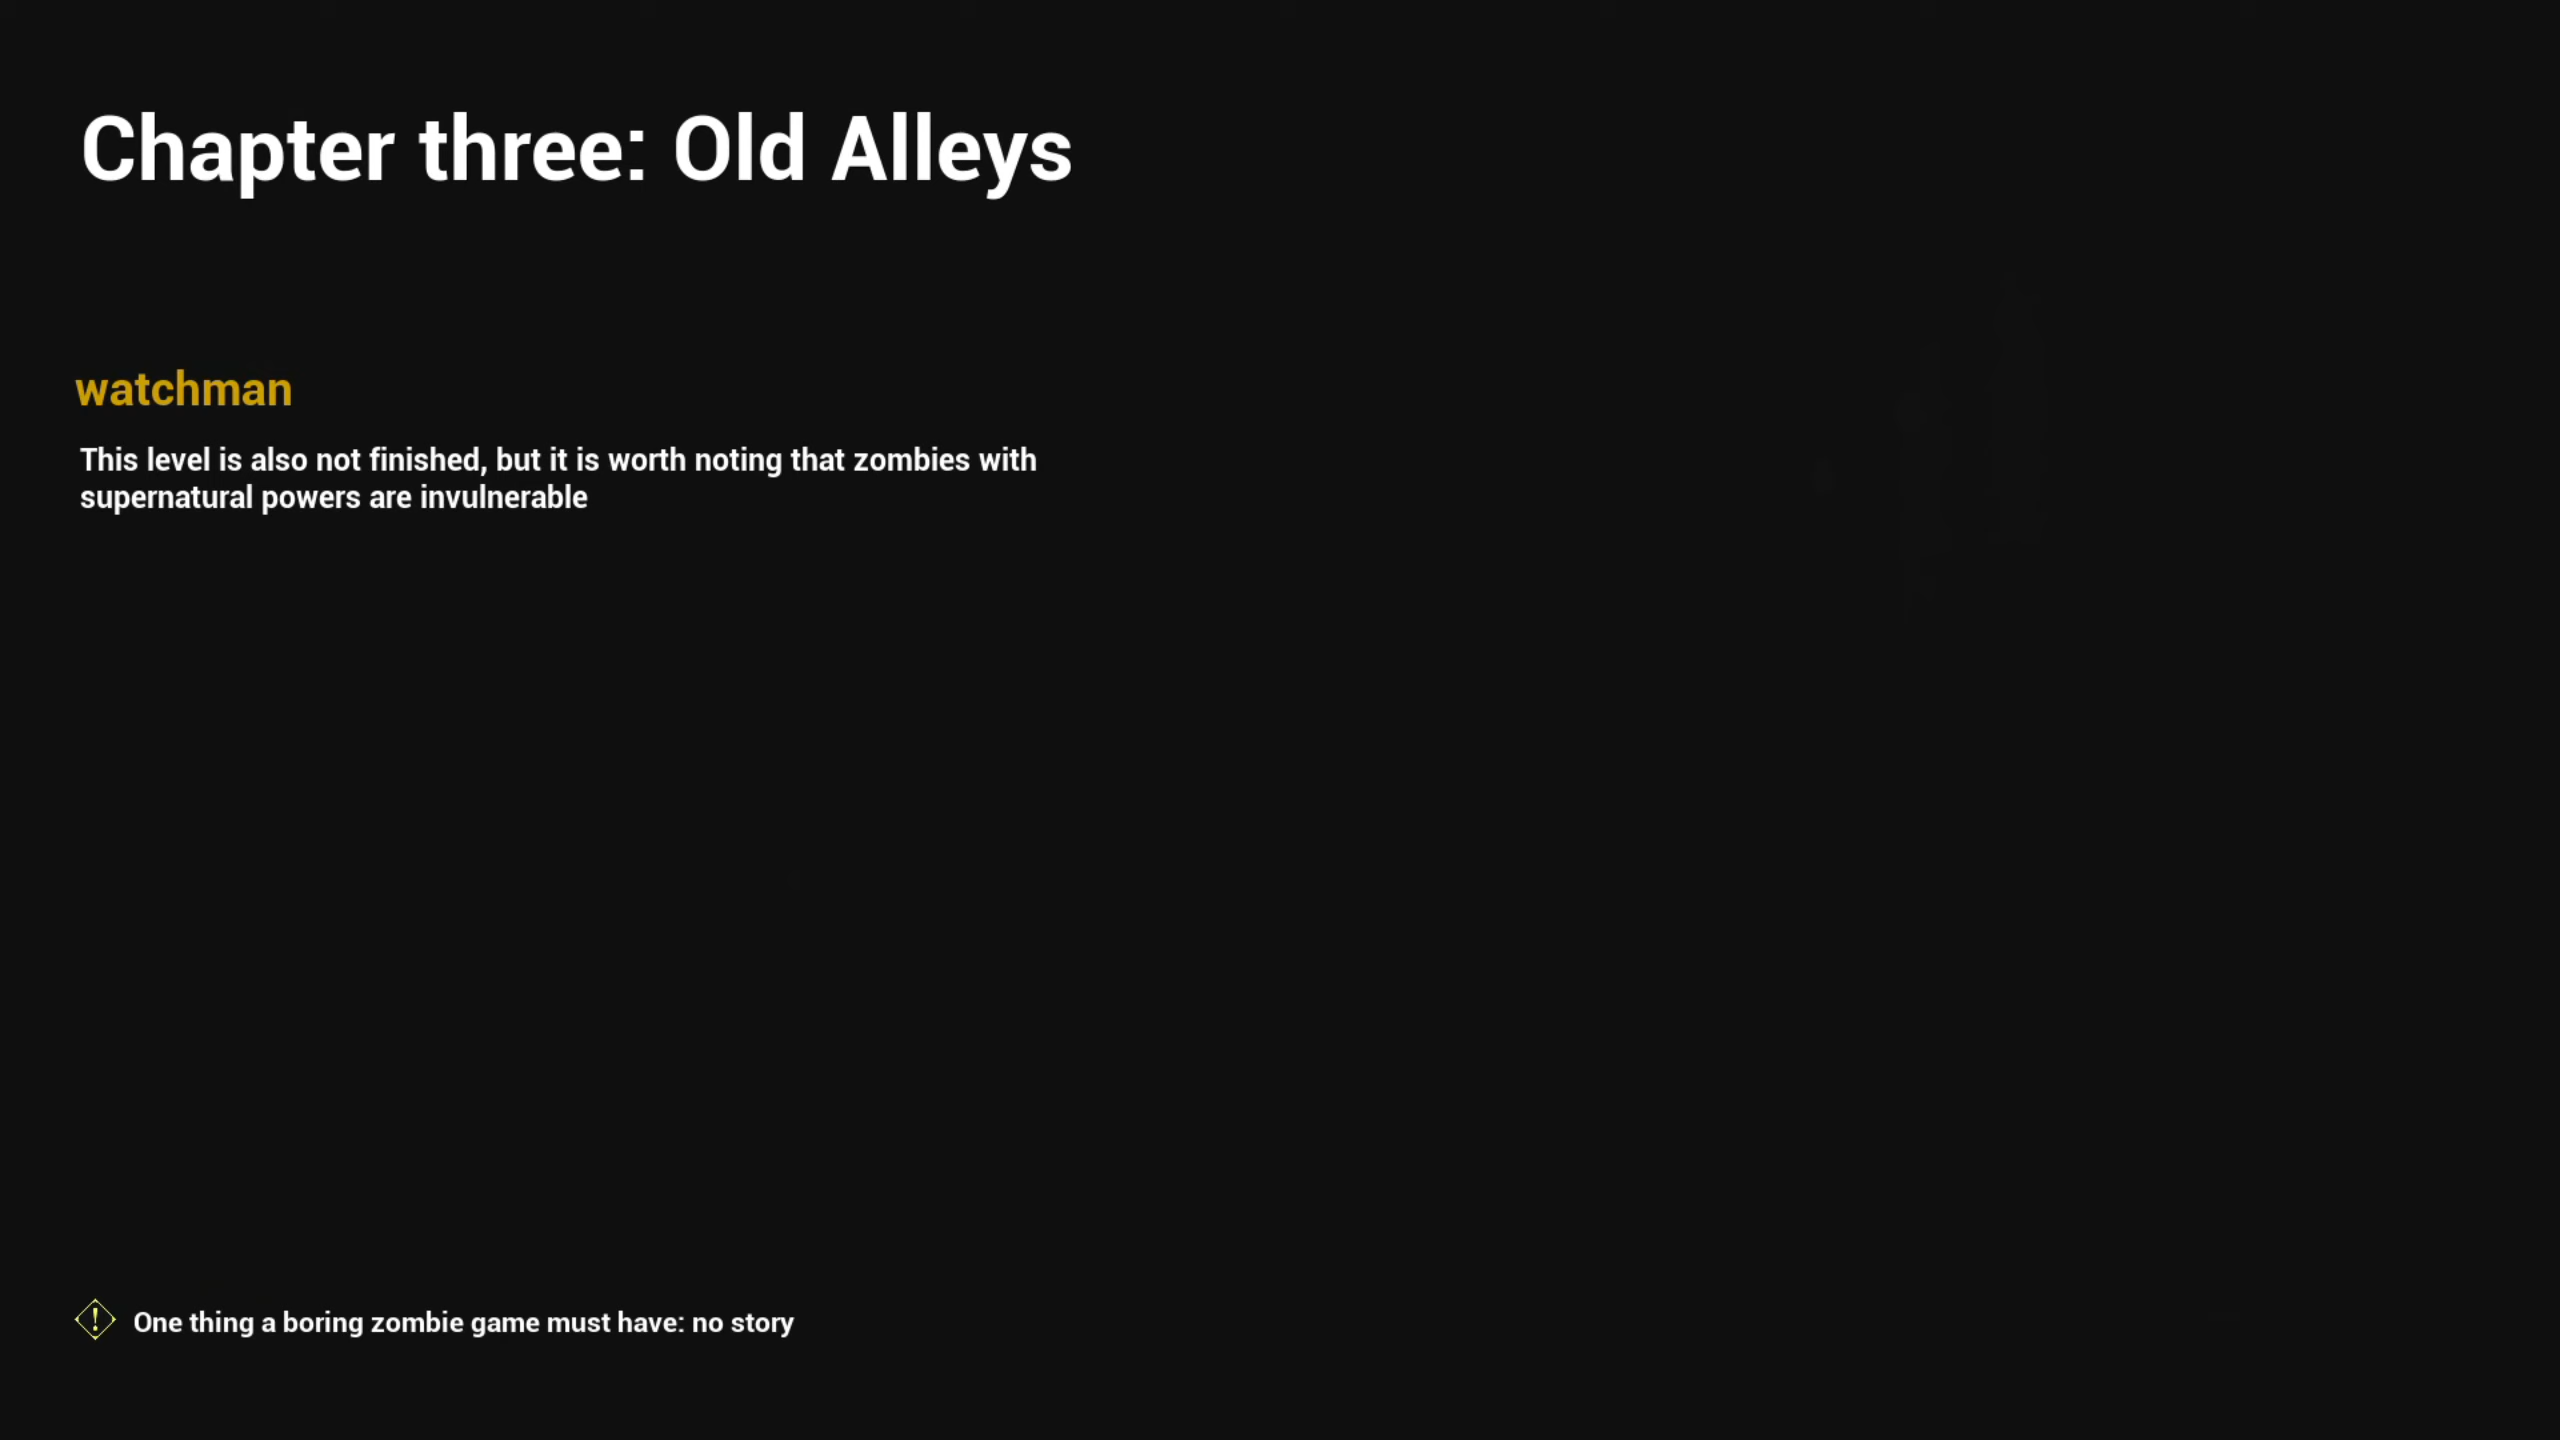 Chapter three: Old Alleys
watchman
This level is also not finished, but it is worth noting that zombies with
supernatural powers are invulnerable
One thing a boring zombie game must have: no story